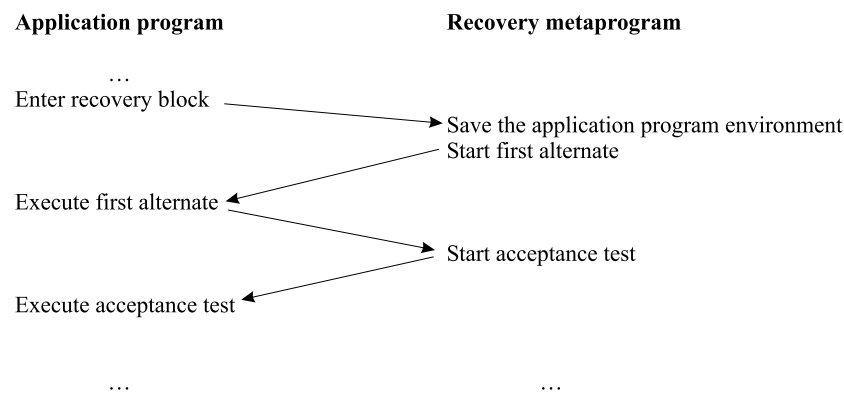 Application program
Recovery metaprogram
…
Enter recovery block
Save the application program environment
Start first alternate
Execute first alternate
Start acceptance test
Execute acceptance test
…
…